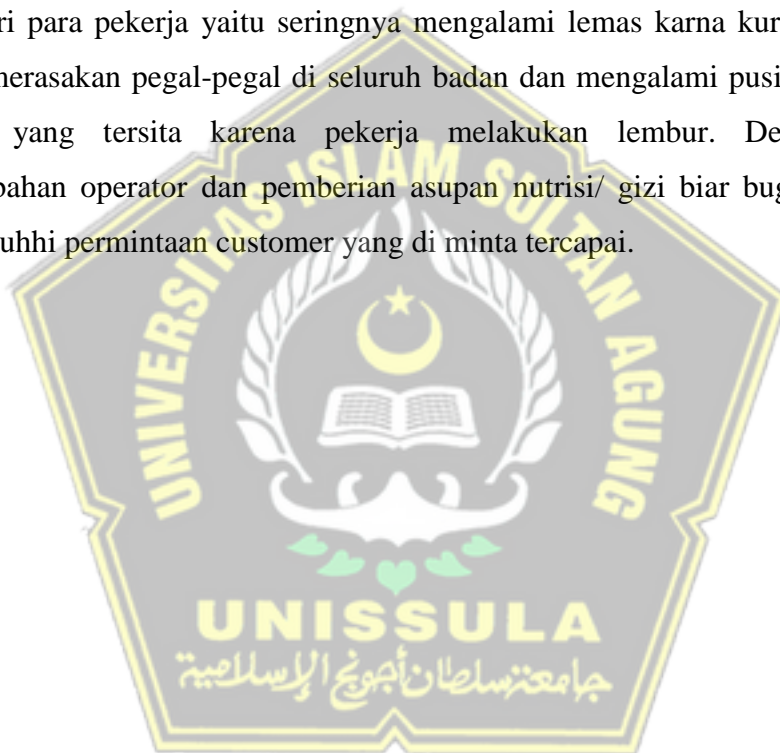 ri para pekerja yaitu seringnya mengalami lemas karna kur
nerasakan pegal-pegal di seluruh badan dan mengalami pusi
yang tersita karena pekerja melakukan lembur. De
bahan operator dan pemberian asupan nutrisi/ gizi biar bug
uhhi permintaan customer yang di minta tercapai.
UNIVERSITAS ISLAM SULTAN AGUNG
UNISSULA
جامعتسلطان أجونج الإسلامية